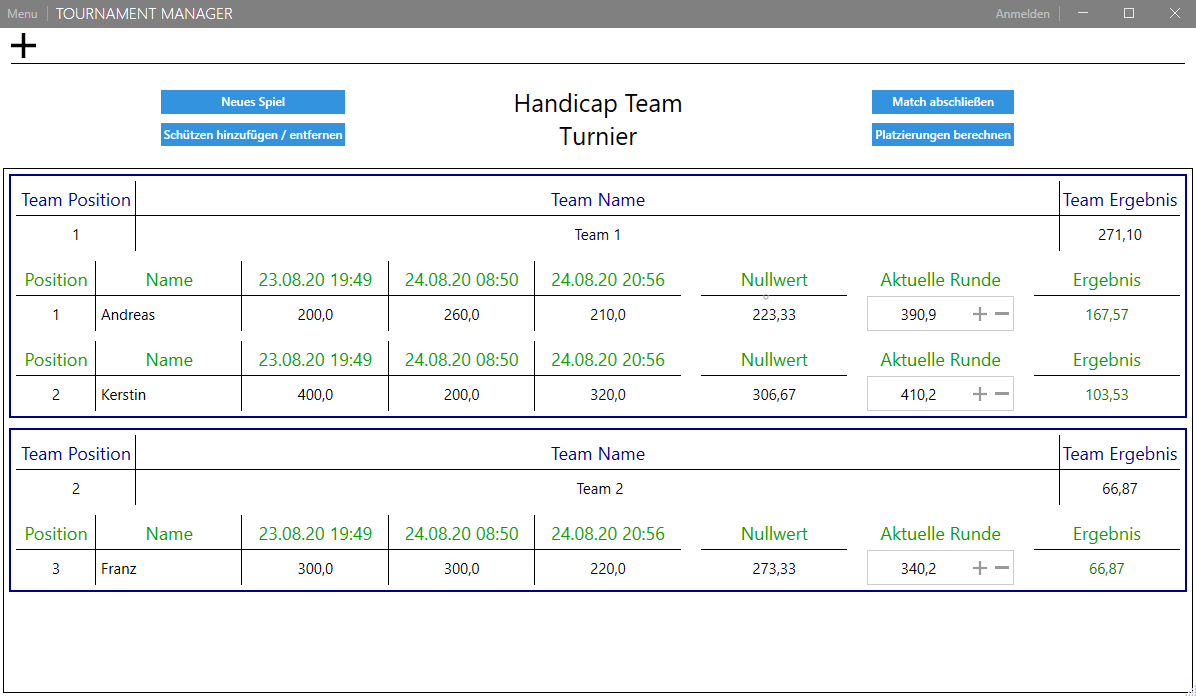 Menu TOURNAMENT MANAGER Anmelden
Neues Spiel
Schützen hinzufügen / entfernen
Handicap Team
Turnier
Match abschließen
Platzierungen berechnen
Team Position Team Name Team Ergebnis
1 Team 1 271,10
Position Name 23.08.20 19:49 24.08.20 08:50 24.08.20 20:56 Nullwert Aktuelle Runde Ergebnis
1 Andreas 200,0 260,0 210,0 223,33 390,9 167,57
Position Name 23.08.20 19:49 24.08.20 08:50 24.08.20 20:56 Nullwert Aktuelle Runde Ergebnis
2 Kerstin 400,0 200,0 320,0 306,67 410,2 103,53
Team Position Team Name Team Ergebnis
2 Team 2 66,87
Position Name 23.08.20 19:49 24.08.20 08:50 24.08.20 20:56 Nullwert Aktuelle Runde Ergebnis
3 Franz 300,0 300,0 220,0 273,33 340,2 66,87